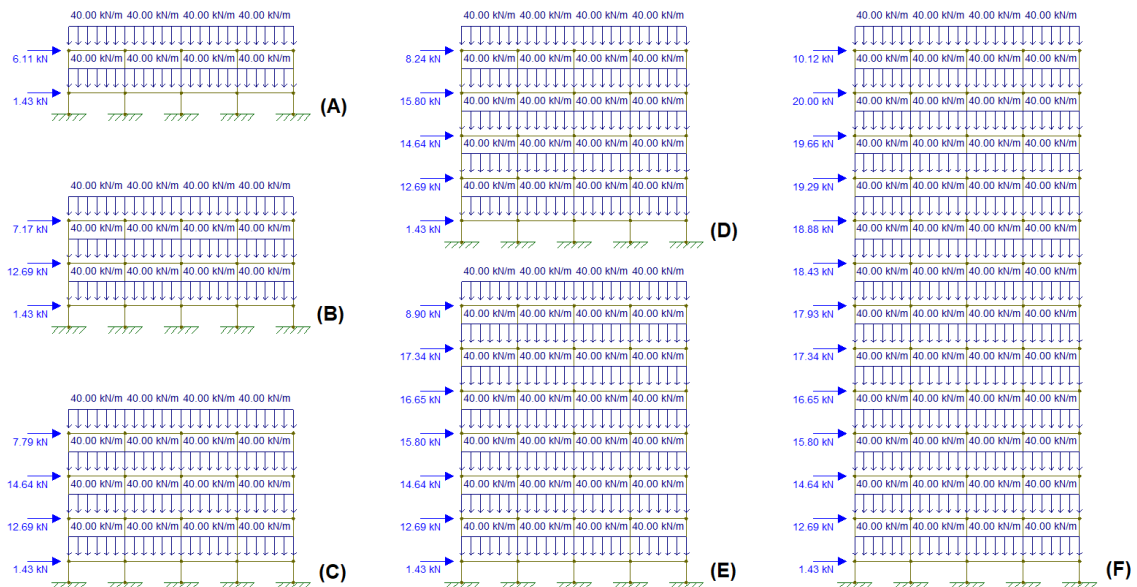 40.00 kN/m 40.00 kN/m 40.00 kN/m 40.00 kN/m
6.11 kN
40.00 kN/m 40.00 kN/m 40.00 kN/m 40.00 kN/m
1.43 kN
(A)
40.00 kN/m 40.00 kN/m 40.00 kN/m 40.00 kN/m
7.17 kN
40.00 kN/m 40.00 kN/m 40.00 kN/m 40.00 kN/m
12.69 kN
40.00 kN/m 40.00 kN/m 40.00 kN/m 40.00 kN/m
1.43 kN
(B)
40.00 kN/m 40.00 kN/m 40.00 kN/m 40.00 kN/m
7.79 kN
40.00 kN/m 40.00 kN/m 40.00 kN/m 40.00 kN/m
14.64 kN
40.00 kN/m 40.00 kN/m 40.00 kN/m 40.00 kN/m
12.69 kN
40.00 kN/m 40.00 kN/m 40.00 kN/m 40.00 kN/m
1.43 kN
(C)
40.00 kN/m 40.00 kN/m 40.00 kN/m 40.00 kN/m
8.24 kN
40.00 kN/m 40.00 kN/m 40.00 kN/m 40.00 kN/m
15.80 kN
40.00 kN/m 40.00 kN/m 40.00 kN/m 40.00 kN/m
14.64 kN
40.00 kN/m 40.00 kN/m 40.00 kN/m 40.00 kN/m
12.69 kN
40.00 kN/m 40.00 kN/m 40.00 kN/m 40.00 kN/m
1.43 kN
(D)
40.00 kN/m 40.00 kN/m 40.00 kN/m 40.00 kN/m
8.90 kN
40.00 kN/m 40.00 kN/m 40.00 kN/m 40.00 kN/m
17.34 kN
40.00 kN/m 40.00 kN/m 40.00 kN/m 40.00 kN/m
16.65 kN
40.00 kN/m 40.00 kN/m 40.00 kN/m 40.00 kN/m
15.80 kN
40.00 kN/m 40.00 kN/m 40.00 kN/m 40.00 kN/m
14.64 kN
40.00 kN/m 40.00 kN/m 40.00 kN/m 40.00 kN/m
12.69 kN
40.00 kN/m 40.00 kN/m 40.00 kN/m 40.00 kN/m
1.43 kN
(E)
40.00 kN/m 40.00 kN/m 40.00 kN/m 40.00 kN/m
10.12 kN
40.00 kN/m 40.00 kN/m 40.00 kN/m 40.00 kN/m
20.00 kN
40.00 kN/m 40.00 kN/m 40.00 kN/m 40.00 kN/m
19.66 kN
40.00 kN/m 40.00 kN/m 40.00 kN/m 40.00 kN/m
19.29 kN
40.00 kN/m 40.00 kN/m 40.00 kN/m 40.00 kN/m
18.88 kN
40.00 kN/m 40.00 kN/m 40.00 kN/m 40.00 kN/m
18.43 kN
40.00 kN/m 40.00 kN/m 40.00 kN/m 40.00 kN/m
17.93 kN
40.00 kN/m 40.00 kN/m 40.00 kN/m 40.00 kN/m
17.34 kN
40.00 kN/m 40.00 kN/m 40.00 kN/m 40.00 kN/m
16.65 kN
40.00 kN/m 40.00 kN/m 40.00 kN/m 40.00 kN/m
15.80 kN
40.00 kN/m 40.00 kN/m 40.00 kN/m 40.00 kN/m
14.64 kN
40.00 kN/m 40.00 kN/m 40.00 kN/m 40.00 kN/m
12.69 kN
40.00 kN/m 40.00 kN/m 40.00 kN/m 40.00 kN/m
1.43 kN
(F)